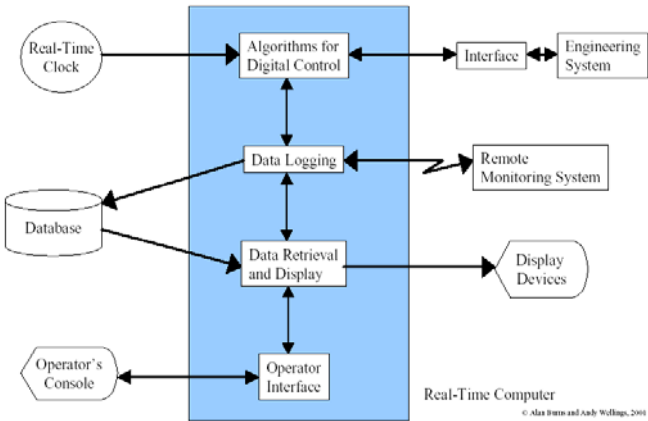 Real-Time
Clock
Algorithms for
Digital Control
Interface
Engineering
System
Data Logging
Remote
Monitoring System
Database
Data Retrieval
and Display
Display
Devices
Operator's
Console
Operator
Interface
Real-Time Computer
© Alan Burns and Andy Wellings, 2001